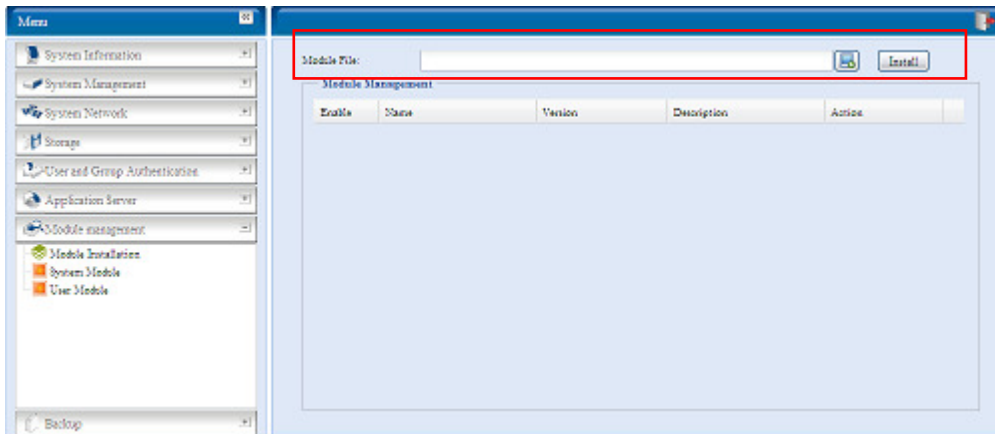 Menu
System Information
System Management
System Network
Storage
User and Group Authentication
Application Server
Module management
Module Installation
System Module
User Module
Backup
Module File:
Install
Module Management
Enable Name Version Description Action